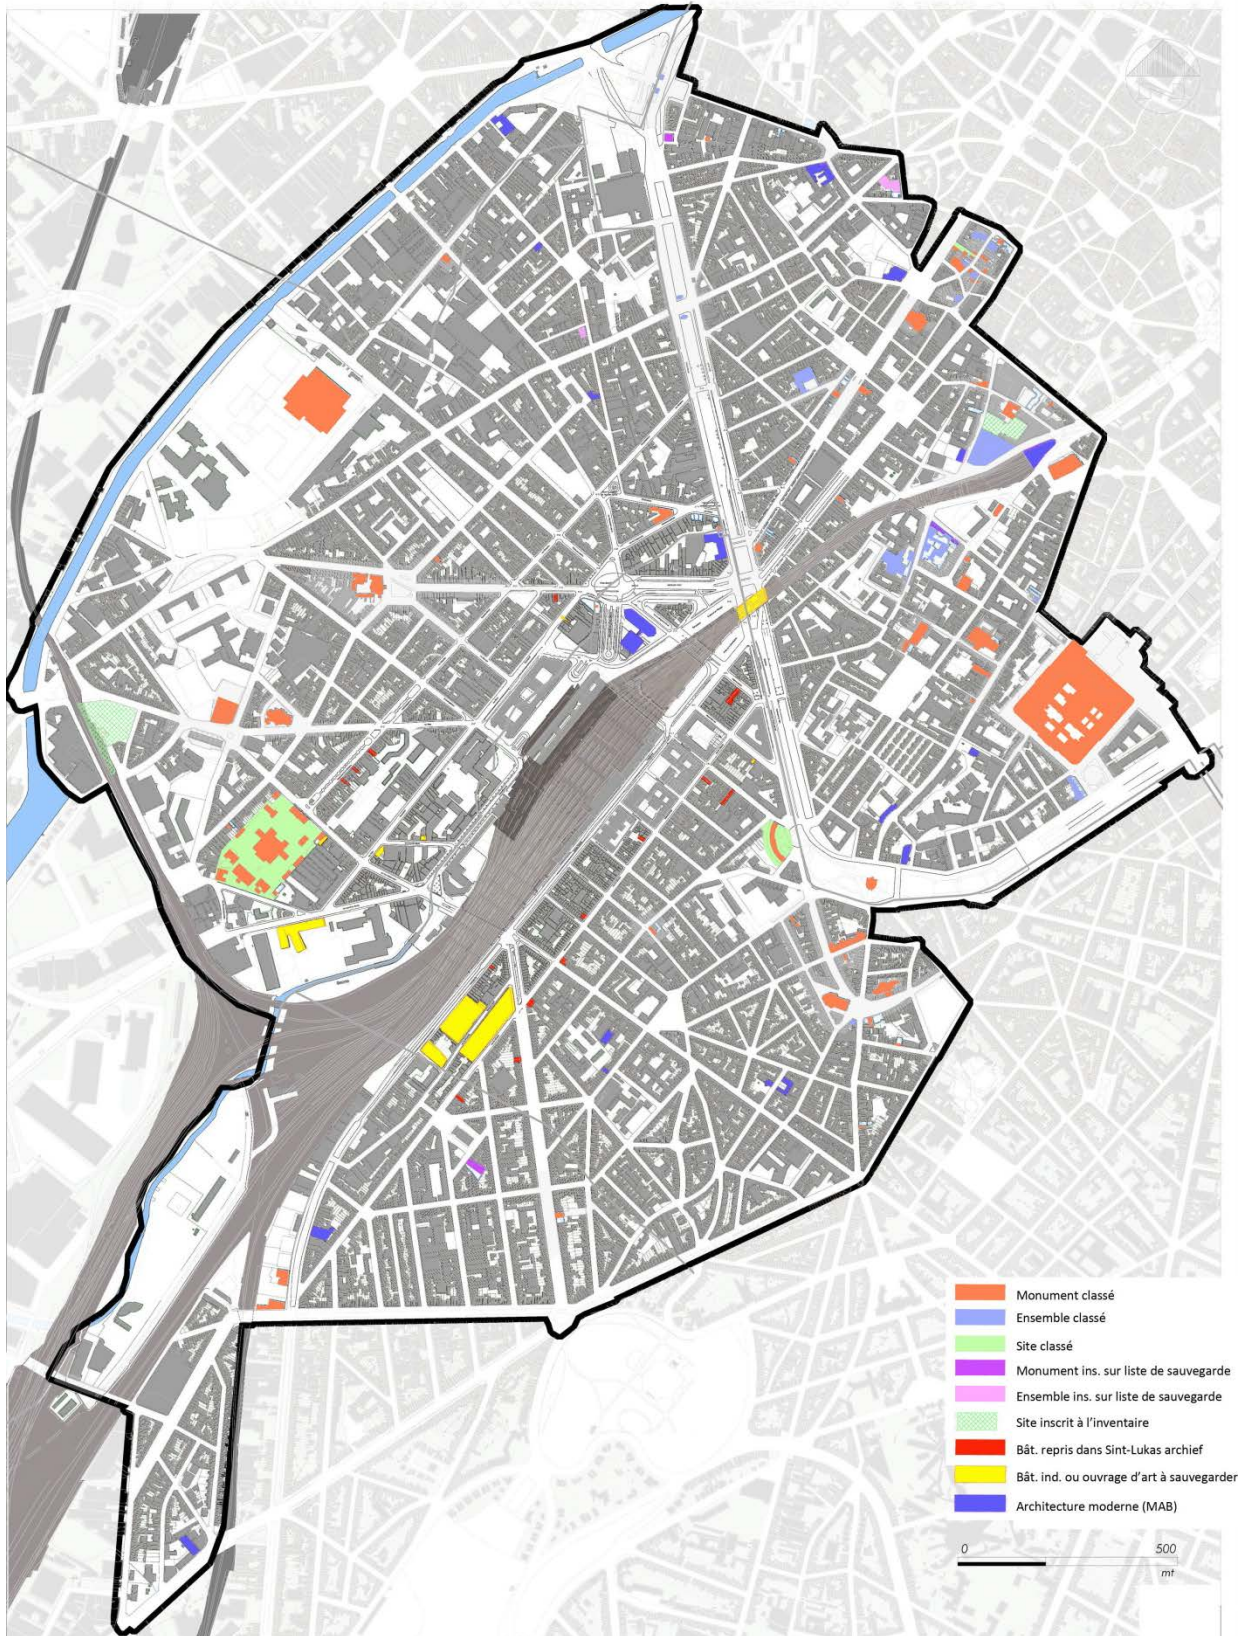 Monument classé
Ensemble classé
Site classé
Monument ins. sur liste de sauvegarde
Ensemble ins. sur liste de sauvegarde
Site inscrit à l'inventaire
Bât. repris dans Sint-Lukas archief
Bât. ind. ou ouvrage d'art à sauvegarder
Architecture moderne (MAB)
0 500
mt